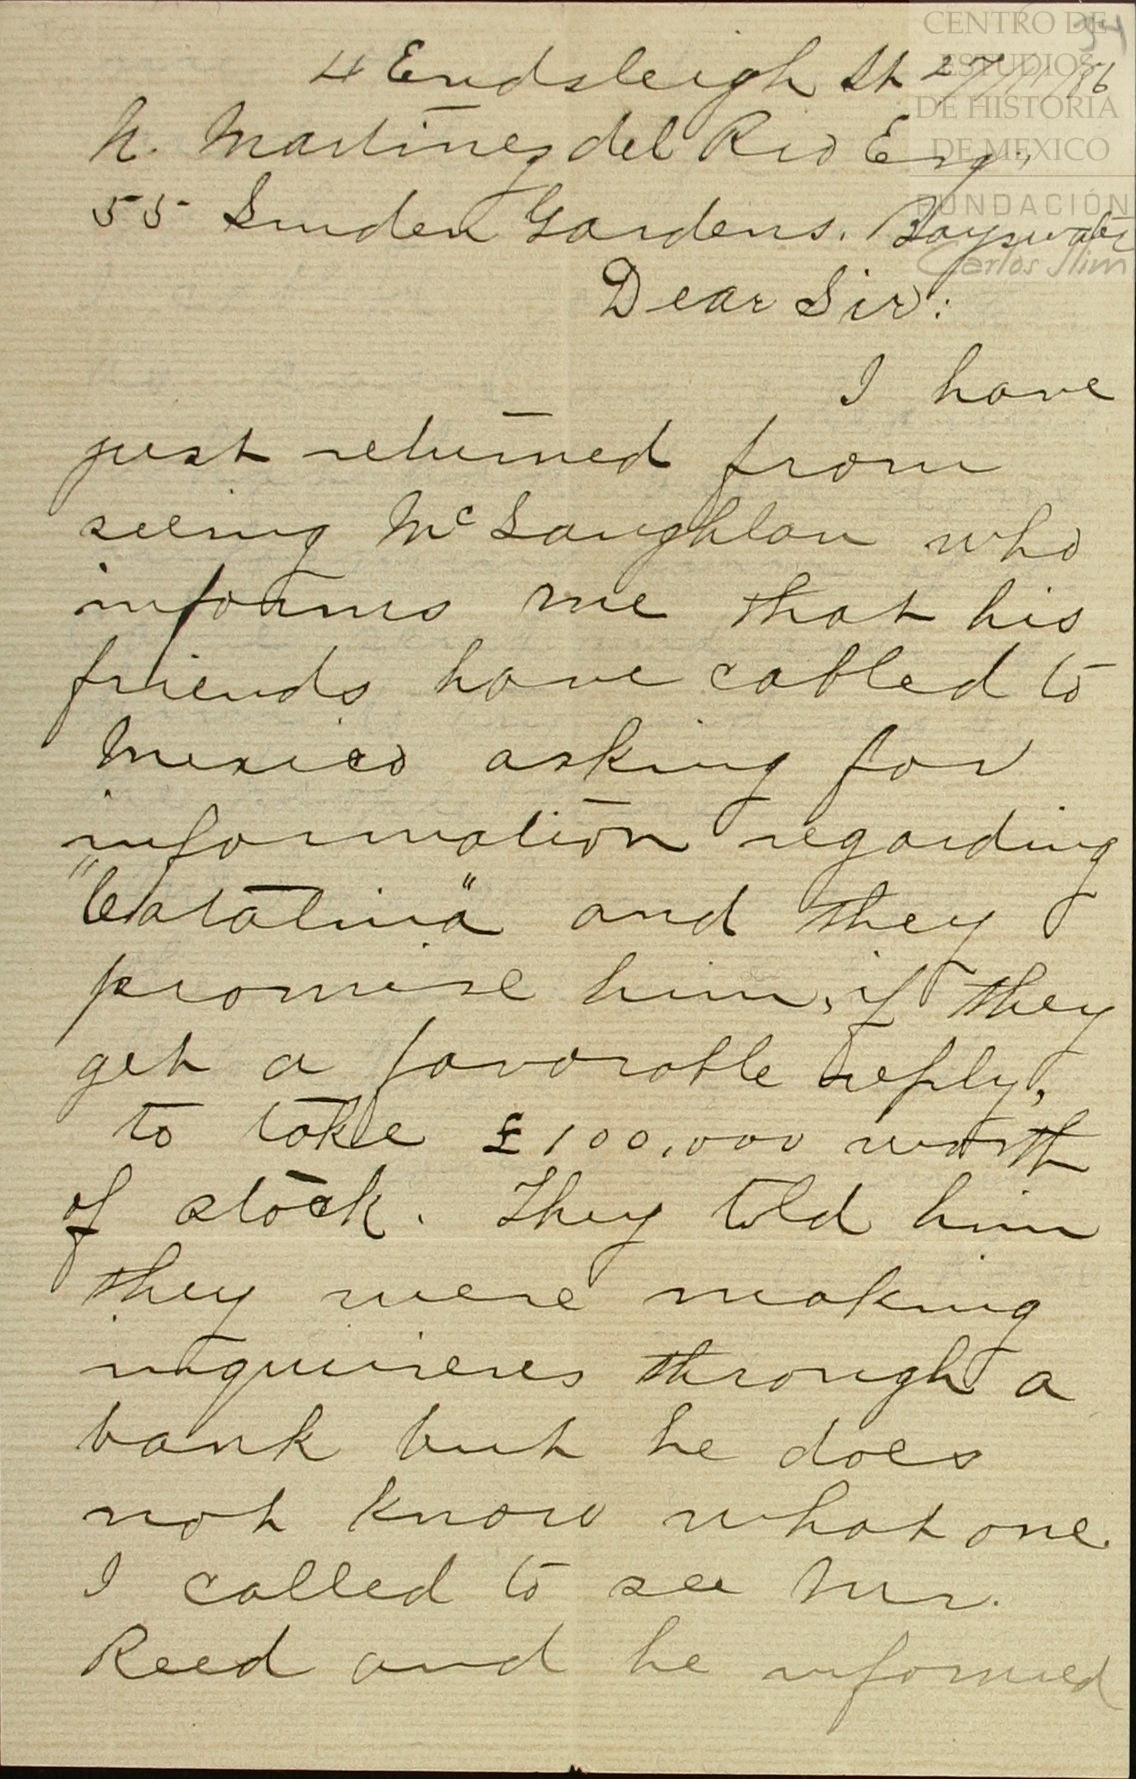 34
CENTRO DE
ESTUDIOS
DE HISTORIA
DE MEXICO
FUNDACIÓN
Carlos Slim
4 Endsleigh St 27/ /86
N. Martinez del Rio Esq.,
55 Linden Gardens. Bayswater
Dear Sir:
I have
just returned from
seeing McLaughlan who
informs me that his
friends have cabled to
Mexico asking for
information regarding
"Catalina" and they
promise him, if they
get a favorable reply,
to take £100,000 worth
of stock. They told him
they were making
inquireres through a
bank but he does
not know what one.
I called to see Mr.
Reed and he informed